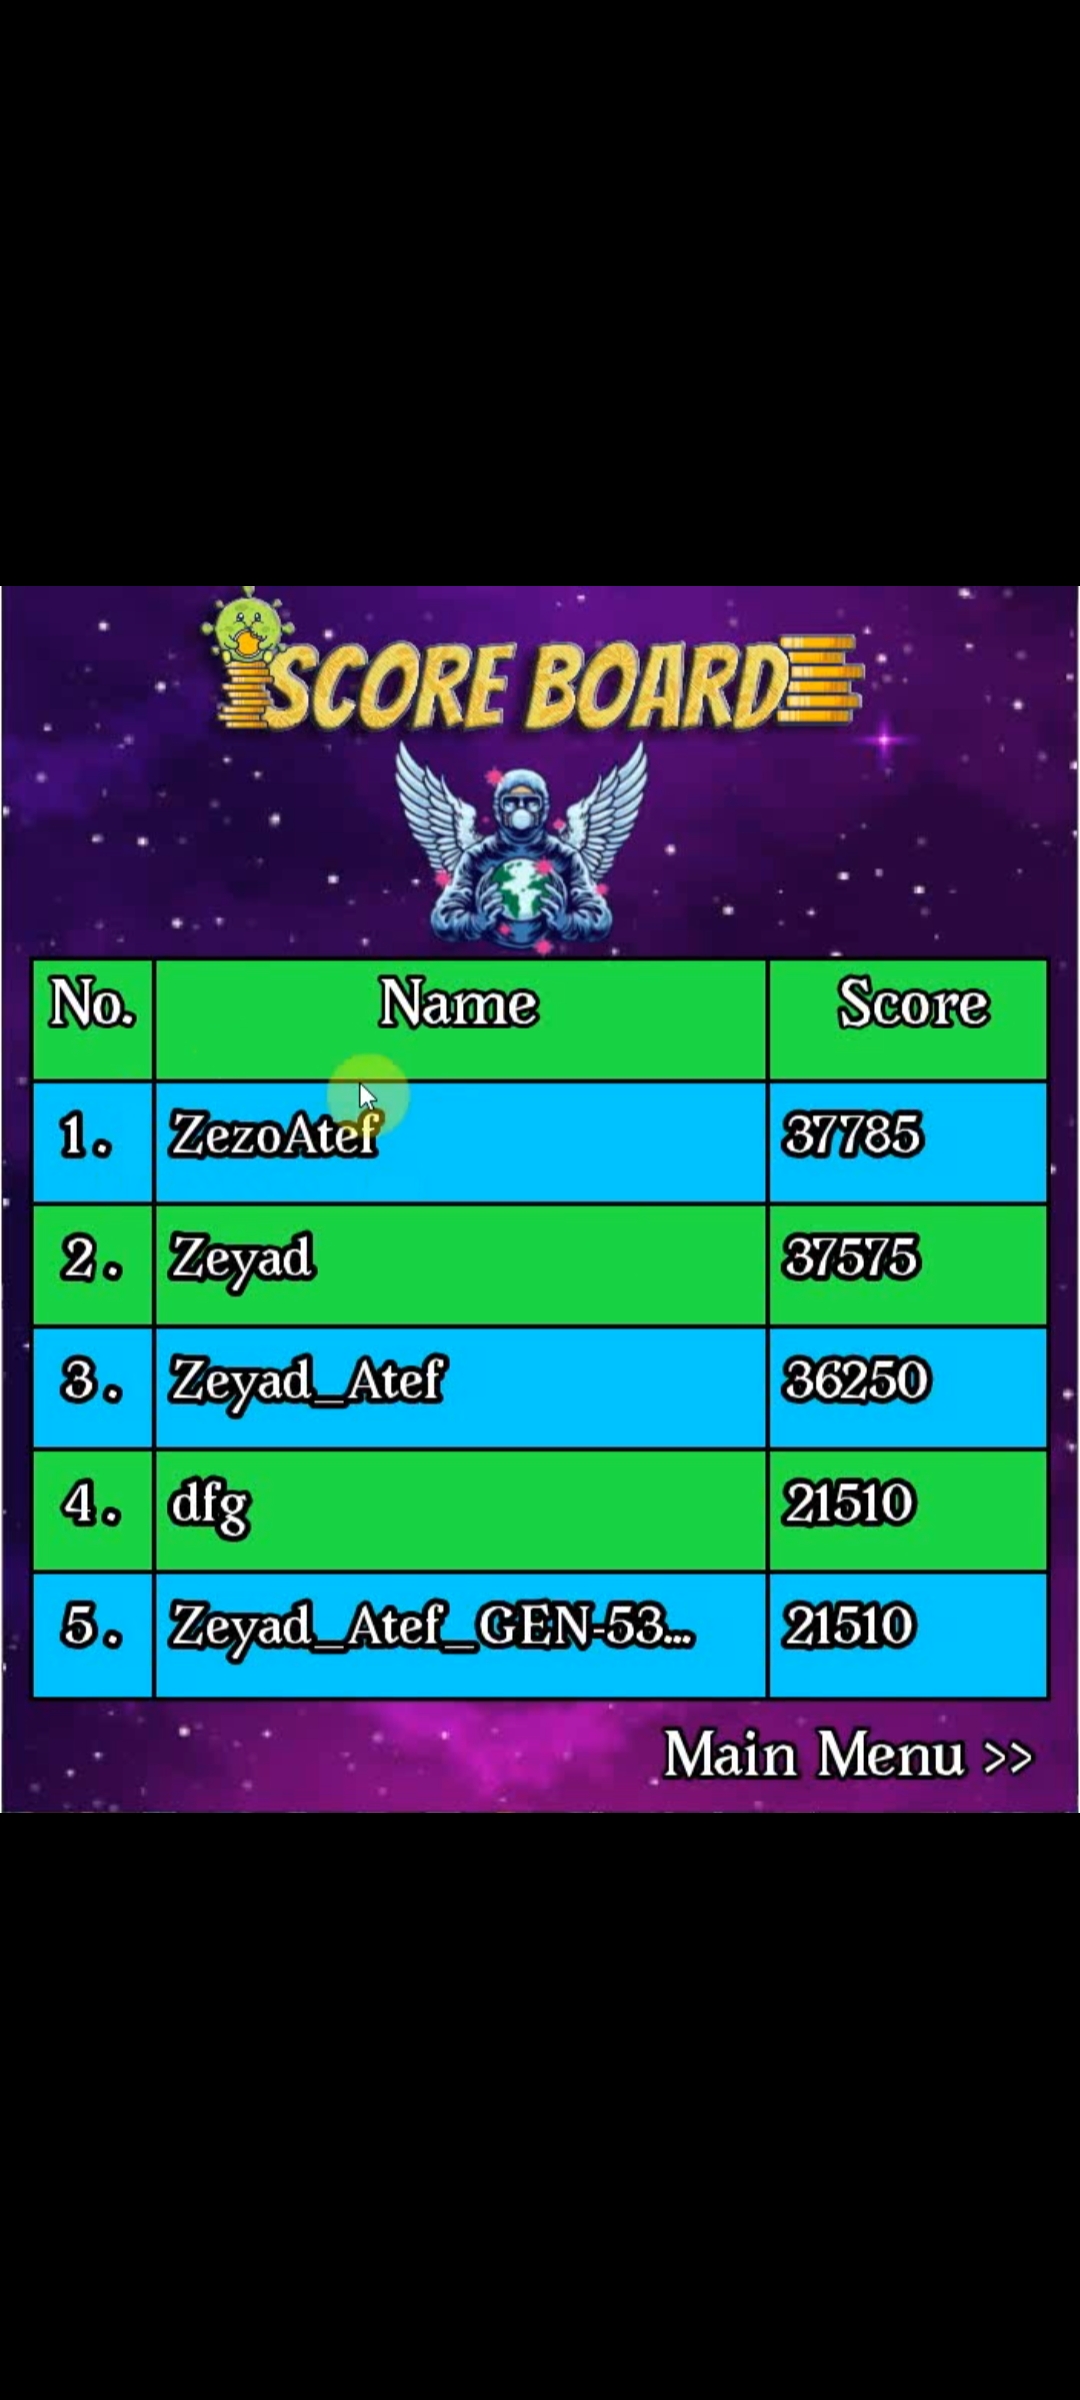 SCORE BOARD
No. Name Score
1. ZezoAtef 37785
2. Zeyad 37575
3. Zeyad_Atef 36250
4. dfg 21510
5. Zeyad_Atef_GEN-53... 21510
Main Menu >>